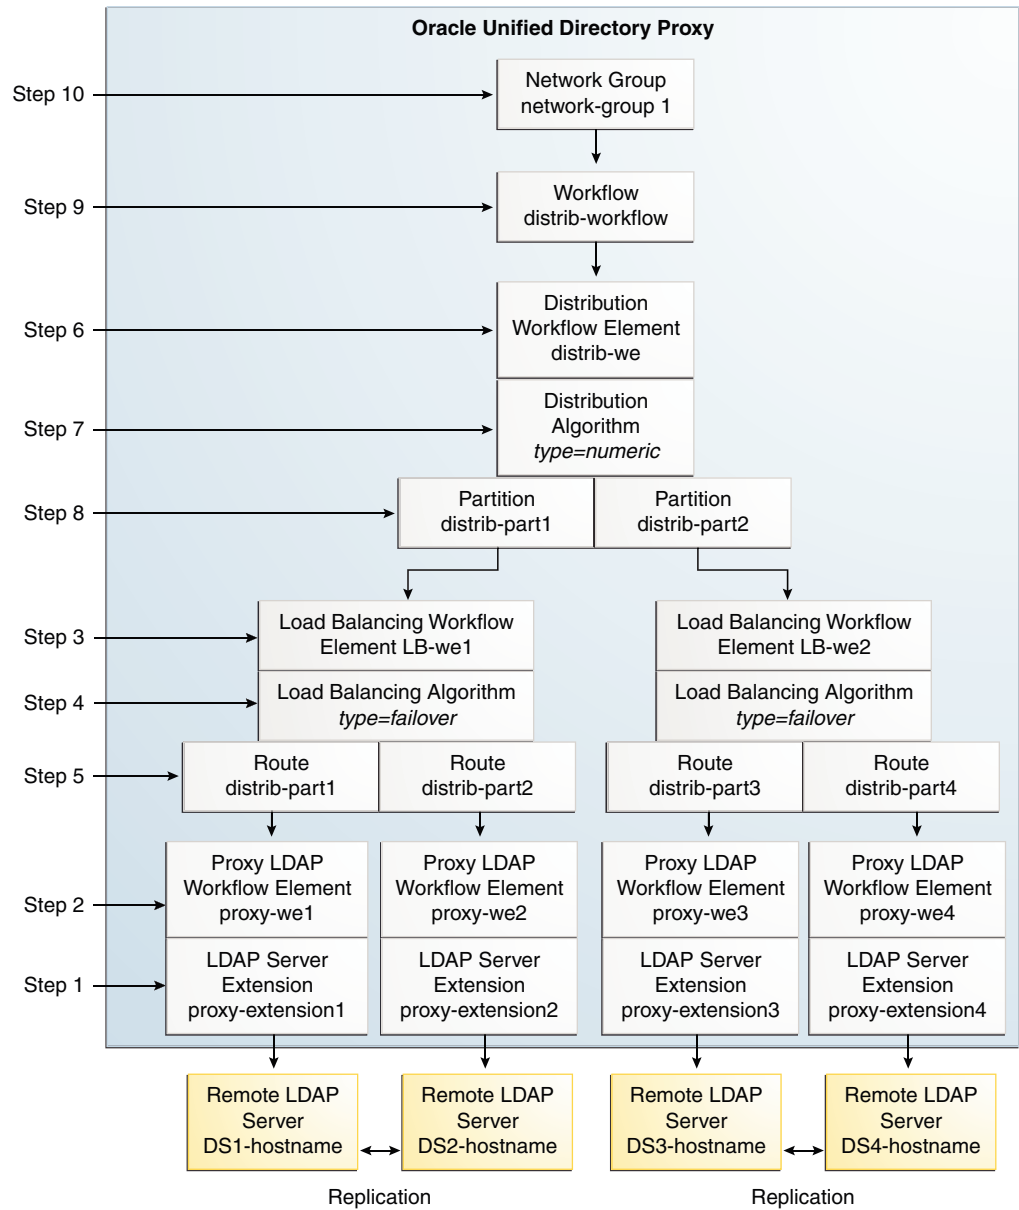 Oracle Unified Directory Proxy
Step 10
Network Group
network-group 1
Step 9
Workflow
distrib-workflow
Step 6
Distribution
Workflow Element
distrib-we
Step 7
Distribution
Algorithm
type=numeric
Step 8
Partition
distrib-part1
Partition
distrib-part2
Step 3
Load Balancing Workflow
Element LB-we1
Load Balancing Workflow
Element LB-we2
Step 4
Load Balancing Algorithm
type=failover
Load Balancing Algorithm
type=failover
Step 5
Route
distrib-part1
Route
distrib-part2
Route
distrib-part3
Route
distrib-part4
Step 2
Proxy LDAP
Workflow Element
proxy-we1
Proxy LDAP
Workflow Element
proxy-we2
Proxy LDAP
Workflow Element
proxy-we3
Proxy LDAP
Workflow Element
proxy-we4
Step 1
LDAP Server
Extension
proxy-extension1
LDAP Server
Extension
proxy-extension2
LDAP Server
Extension
proxy-extension3
LDAP Server
Extension
proxy-extension4
Remote LDAP
Server
DS1-hostname
Remote LDAP
Server
DS2-hostname
Remote LDAP
Server
DS3-hostname
Remote LDAP
Server
DS4-hostname
Replication
Replication